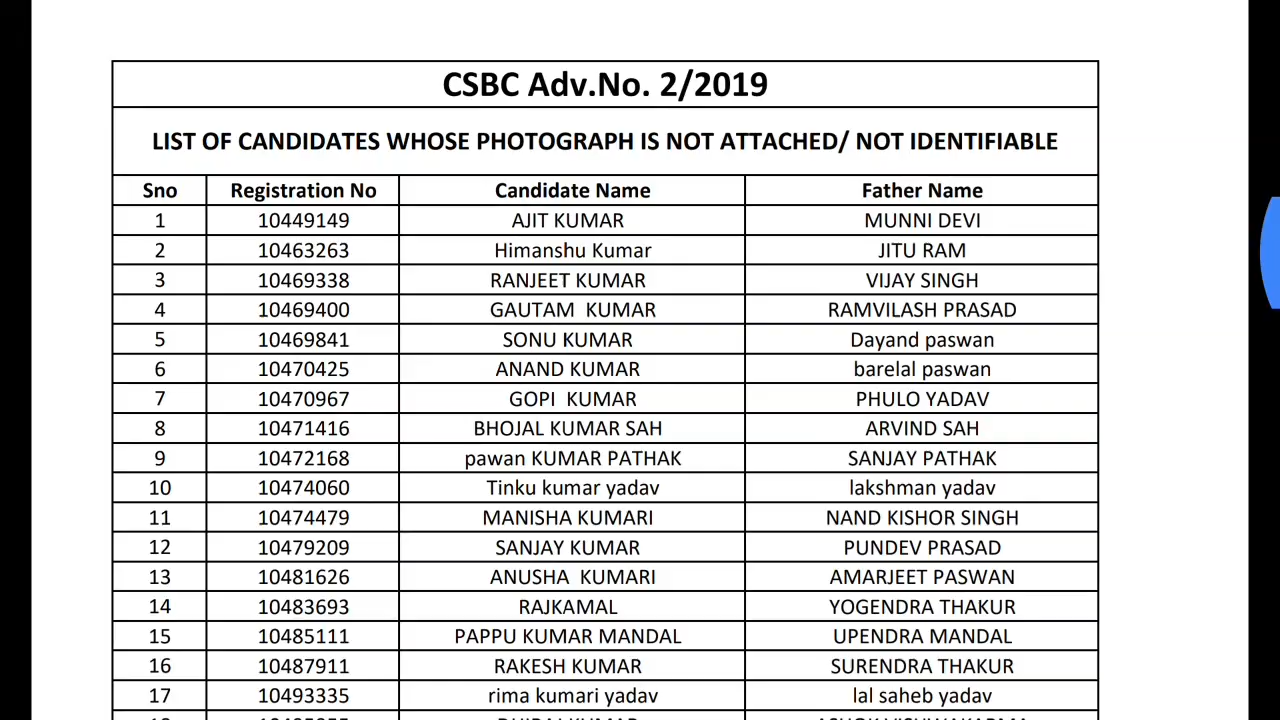 CSBC Adv.No. 2/2019
LIST OF CANDIDATES WHOSE PHOTOGRAPH IS NOT ATTACHED/ NOT IDENTIFIABLE
Sno Registration No Candidate Name Father Name
1 10449149 AJIT KUMAR MUNNI DEVI
2 10463263 Himanshu Kumar JITU RAM
3 10469338 RANJEET KUMAR VIJAY SINGH
4 10469400 GAUTAM KUMAR RAMVILASH PRASAD
5 10469841 SONU KUMAR Dayand paswan
6 10470425 ANAND KUMAR barelal paswan
7 10470967 GOPI KUMAR PHULO YADAV
8 10471416 BHOJAL KUMAR SAH ARVIND SAH
9 10472168 pawan KUMAR PATHAK SANJAY PATHAK
10 10474060 Tinku kumar yadav lakshman yadav
11 10474479 MANISHA KUMARI NAND KISHOR SINGH
12 10479209 SANJAY KUMAR PUNDEV PRASAD
13 10481626 ANUSHA KUMARI AMARJEET PASWAN
14 10483693 RAJKAMAL YOGENDRA THAKUR
15 10485111 PAPPU KUMAR MANDAL UPENDRA MANDAL
16 10487911 RAKESH KUMAR SURENDRA THAKUR
17 10493335 rima kumari yadav lal saheb yadav